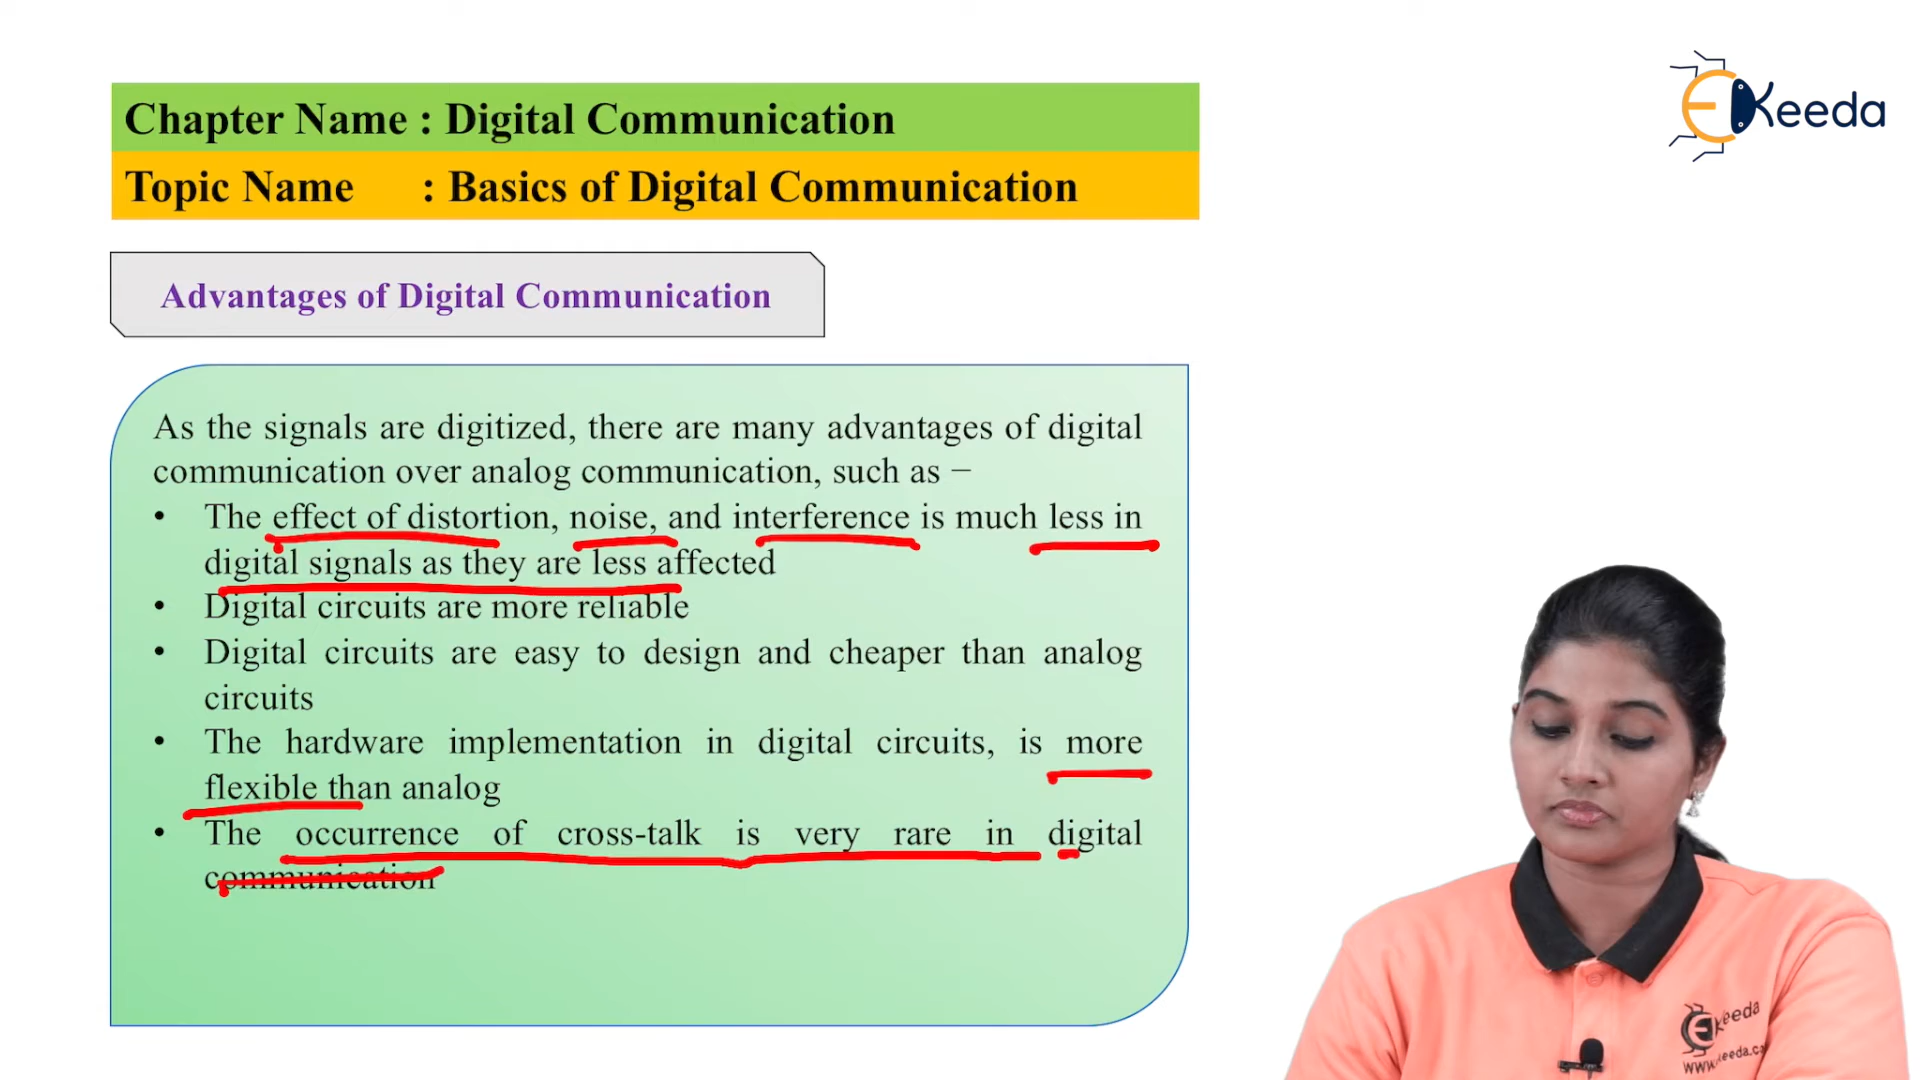 Chapter Name : Digital Communication
Topic Name : Basics of Digital Communication
EKeeda
Advantages of Digital Communication
As the signals are digitized, there are many advantages of digital
communication over analog communication, such as −
• The effect of distortion, noise, and interference is much less in
digital signals as they are less affected
• Digital circuits are more reliable
• Digital circuits are easy to design and cheaper than analog
circuits
• The hardware implementation in digital circuits, is more
flexible than analog
• The occurrence of cross-talk is very rare in digital
communication
EKeeda